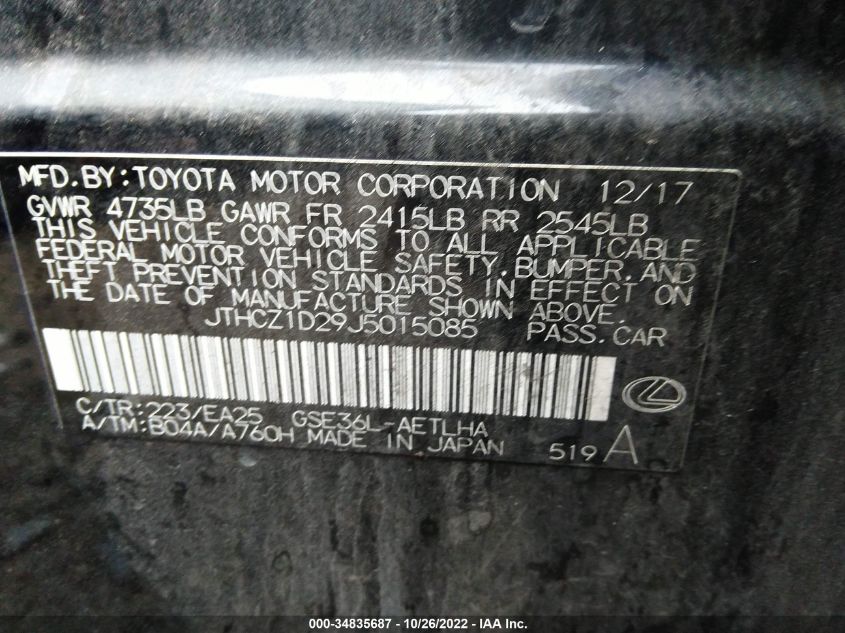 MFD.BY:TOYOTA MOTOR CORPORATION 12/17
GVWR 4735LB GAWR FR 2415LB RR 2545LB
THIS VEHICLE CONFORMS TO ALL APPLICABLE
FEDERAL MOTOR VEHICLE SAFETY,BUMPER,AND
THEFT PREVENTION STANDARDS IN EFFECT ON
THE DATE OF MANUFACTURE SHOWN ABOVE.
JTHCZ1D29J5015085 PASS.CAR
C/TR:223/EA25 GSE36L-AETLHA
A/TM:B04A/A760H MADE IN JAPAN 519 A
000-34835687 - 10/26/2022 - IAA Inc.